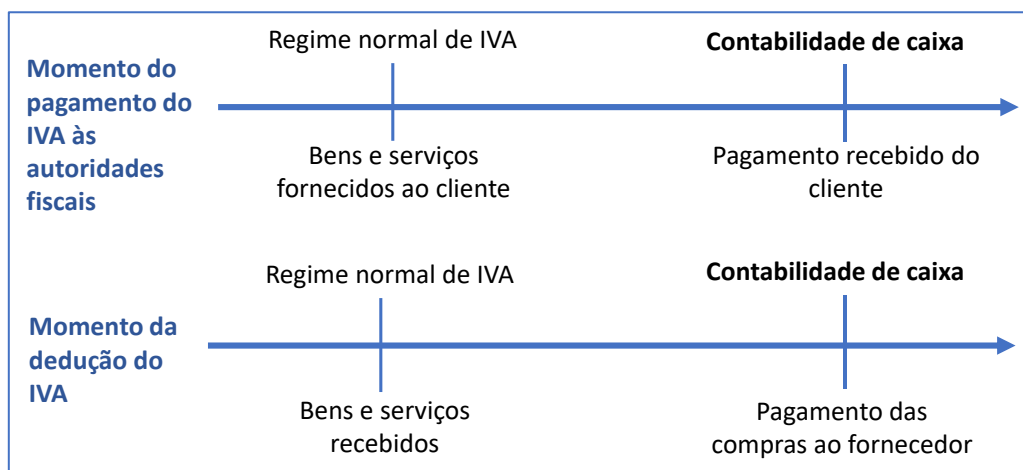 Momento do
pagamento do
IVA às
autoridades
fiscais
Regime normal de IVA
Contabilidade de caixa
Bens e serviços
fornecidos ao cliente
Pagamento recebido do
cliente
Momento da
dedução do
IVA
Regime normal de IVA
Contabilidade de caixa
Bens e serviços
recebidos
Pagamento das
compras ao fornecedor